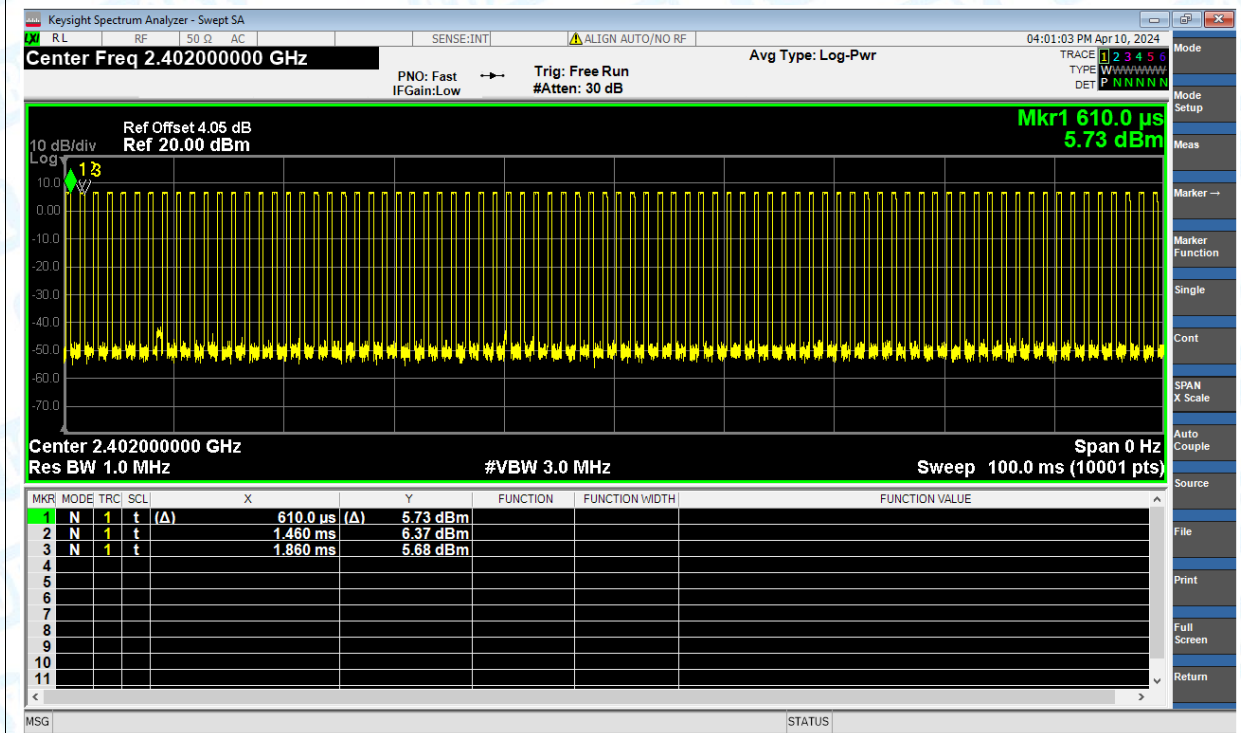 Keysight Spectrum Analyzer - Swept SA
LXI RL RF 50 Ω AC SENSE:INT ALIGN AUTO/NO RF 04:01:03 PM Apr 10, 2024
Center Freq 2.402000000 GHz
PNO: Fast
IFGain:Low
Trig: Free Run
#Atten: 30 dB
Avg Type: Log-Pwr
TRACE 1 2 3 4 5 6
TYPE WWWWWW
DET P N N N N N
Ref Offset 4.05 dB
Ref 20.00 dBm
10 dB/div
Log
Mkr1 610.0 µs
5.73 dBm
1 2 3
10.0
0.00
-10.0
-20.0
-30.0
-40.0
-50.0
-60.0
-70.0
Center 2.402000000 GHz Span 0 Hz
Res BW 1.0 MHz #VBW 3.0 MHz Sweep 100.0 ms (10001 pts)
MKR MODE TRC SCL X Y FUNCTION FUNCTION WIDTH FUNCTION VALUE
1 N 1 t (Δ) 610.0 µs (Δ) 5.73 dBm
2 N 1 t 1.460 ms 6.37 dBm
3 N 1 t 1.860 ms 5.68 dBm
4
5
6
7
8
9
10
11
MSG STATUS
Mode
Mode
Setup
Meas
Marker →
Marker
Function
Single
Cont
SPAN
X Scale
Auto
Couple
Source
File
Print
Full
Screen
Return